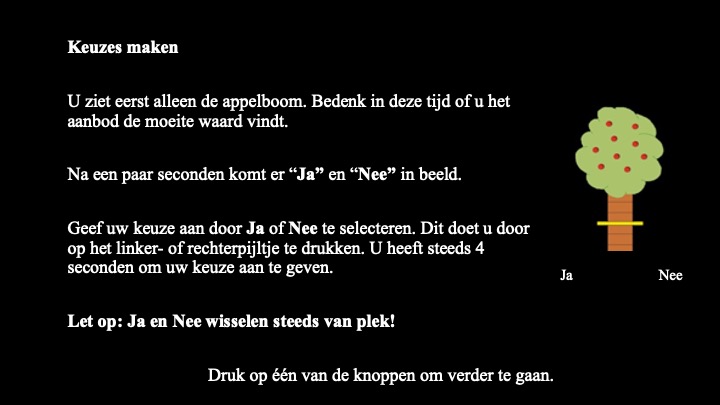 Keuzes maken
U ziet eerst alleen de appelboom. Bedenk in deze tijd of u het
aanbod de moeite waard vindt.
Na een paar seconden komt er “Ja” en “Nee” in beeld.
Geef uw keuze aan door Ja of Nee te selecteren. Dit doet u door
op het linker- of rechterpijltje te drukken. U heeft steeds 4
seconden om uw keuze aan te geven.
Ja Nee
Let op: Ja en Nee wisselen steeds van plek!
Druk op één van de knoppen om verder te gaan.